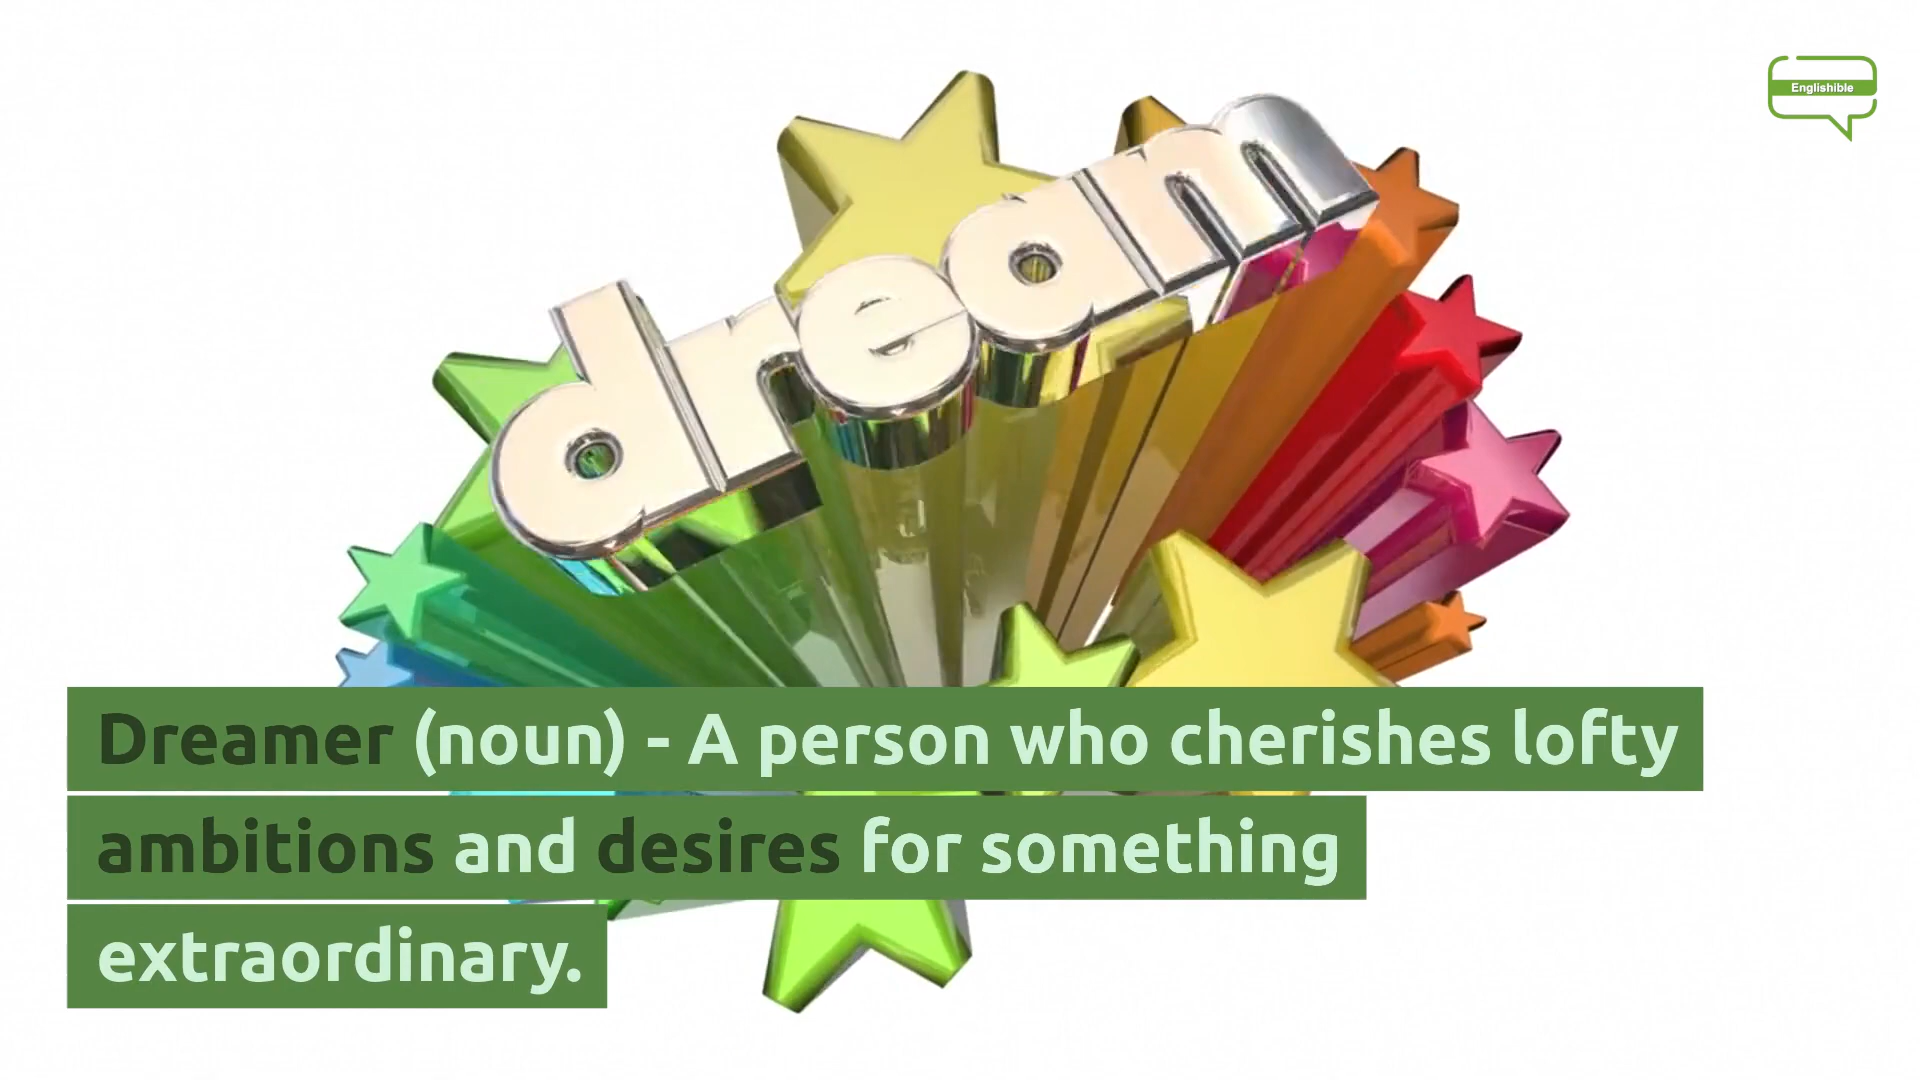 Englishible
dream
Dreamer (noun) - A person who cherishes lofty
ambitions and desires for something
extraordinary.